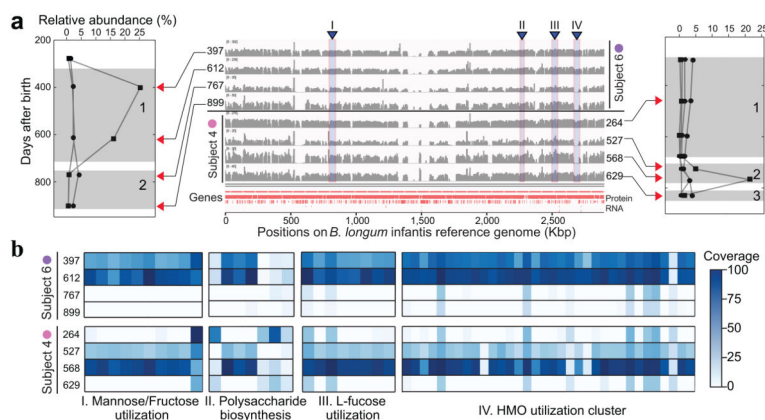 a
Relative abundance (%)
0 5 10 15 20 25
200
400
600
800
Days after birth
1
2
397
612
767
899
I II III IV
Subject 6
Subject 4
264
527
568
629
Genes
Protein
RNA
0 500 1,000 1,500 2,000 2,500
Positions on B. longum infantis reference genome (Kbp)
0 5 10 15 20 25
1
2
3
b
Subject 6
397
612
767
899
Subject 4
264
527
568
629
I. Mannose/Fructose
utilization
II. Polysaccharide
biosynthesis
III. L-fucose
utilization
IV. HMO utilization cluster
Coverage
100
75
50
25
0